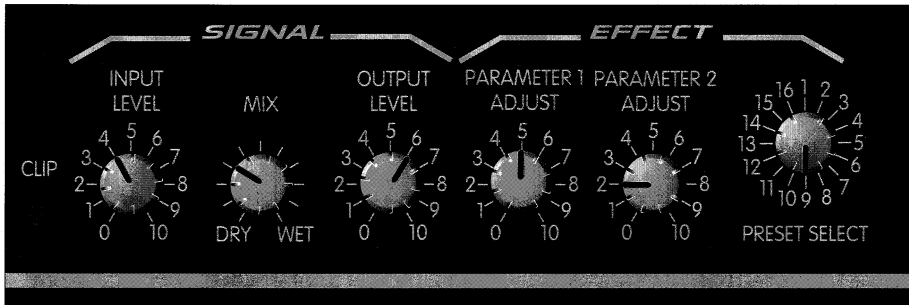 SIGNAL
EFFECT
INPUT LEVEL
MIX
OUTPUT LEVEL
PARAMETER 1 ADJUST
PARAMETER 2 ADJUST
CLIP
0 1 2 3 4 5 6 7 8 9 10
DRY WET
0 1 2 3 4 5 6 7 8 9 10
0 1 2 3 4 5 6 7 8 9 10
0 1 2 3 4 5 6 7 8 9 10
1 2 3 4 5 6 7 8 9 10 11 12 13 14 15 16
PRESET SELECT